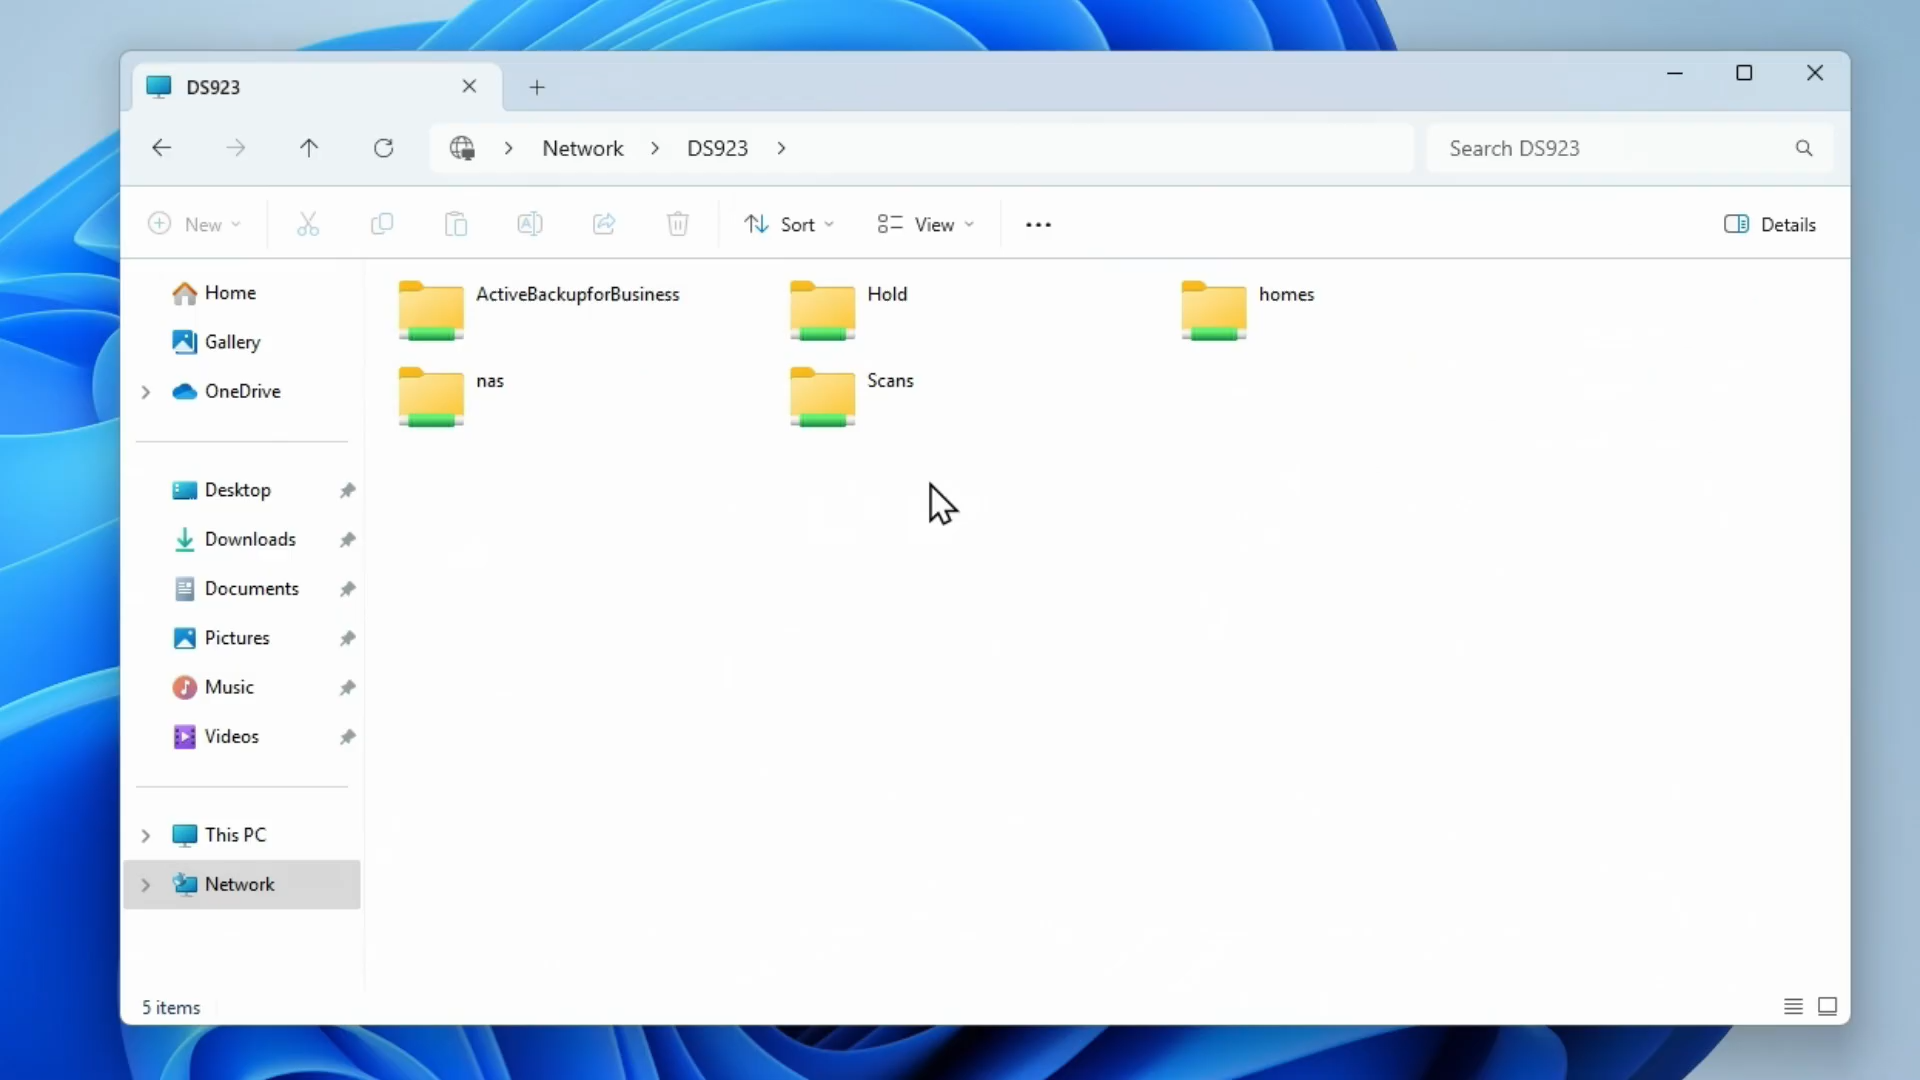 DS923
Network DS923
Search DS923
New
Sort
View
Details
Home
Gallery
OneDrive
Desktop
Downloads
Documents
Pictures
Music
Videos
This PC
Network
ActiveBackupforBusiness
Hold
homes
nas
Scans
5 items